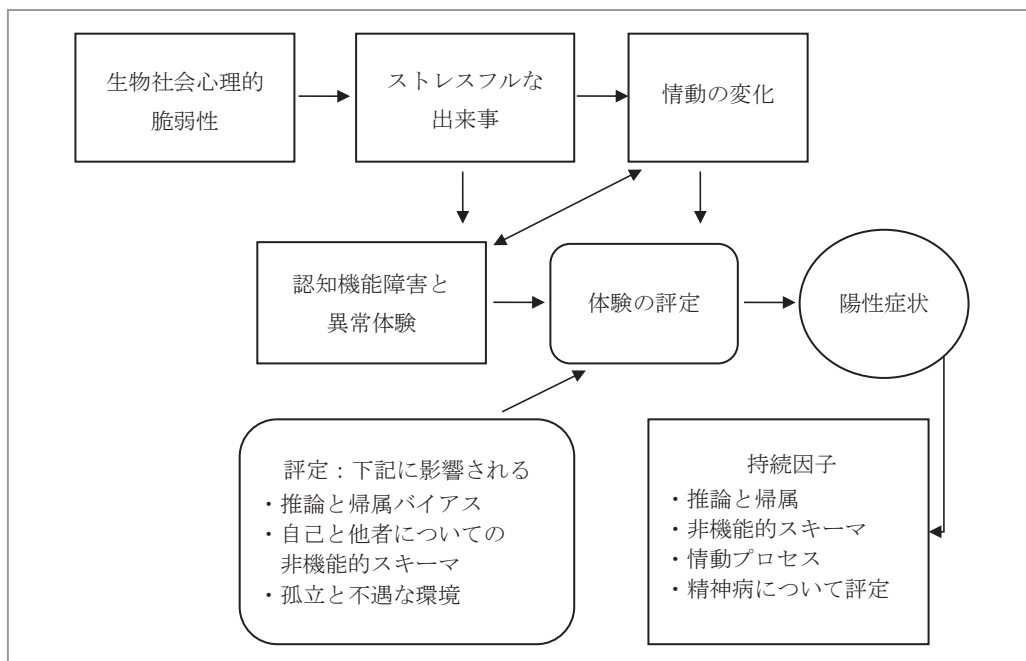 生物社会心理的
脆弱性
ストレスフルな
出来事
情動の変化
認知機能障害と
異常体験
体験の評定
陽性症状
評定：下記に影響される
・推論と帰属バイアス
・自己と他者についての
非機能的スキーマ
・孤立と不遇な環境
持続因子
・推論と帰属
・非機能的スキーマ
・情動プロセス
・精神病について評定